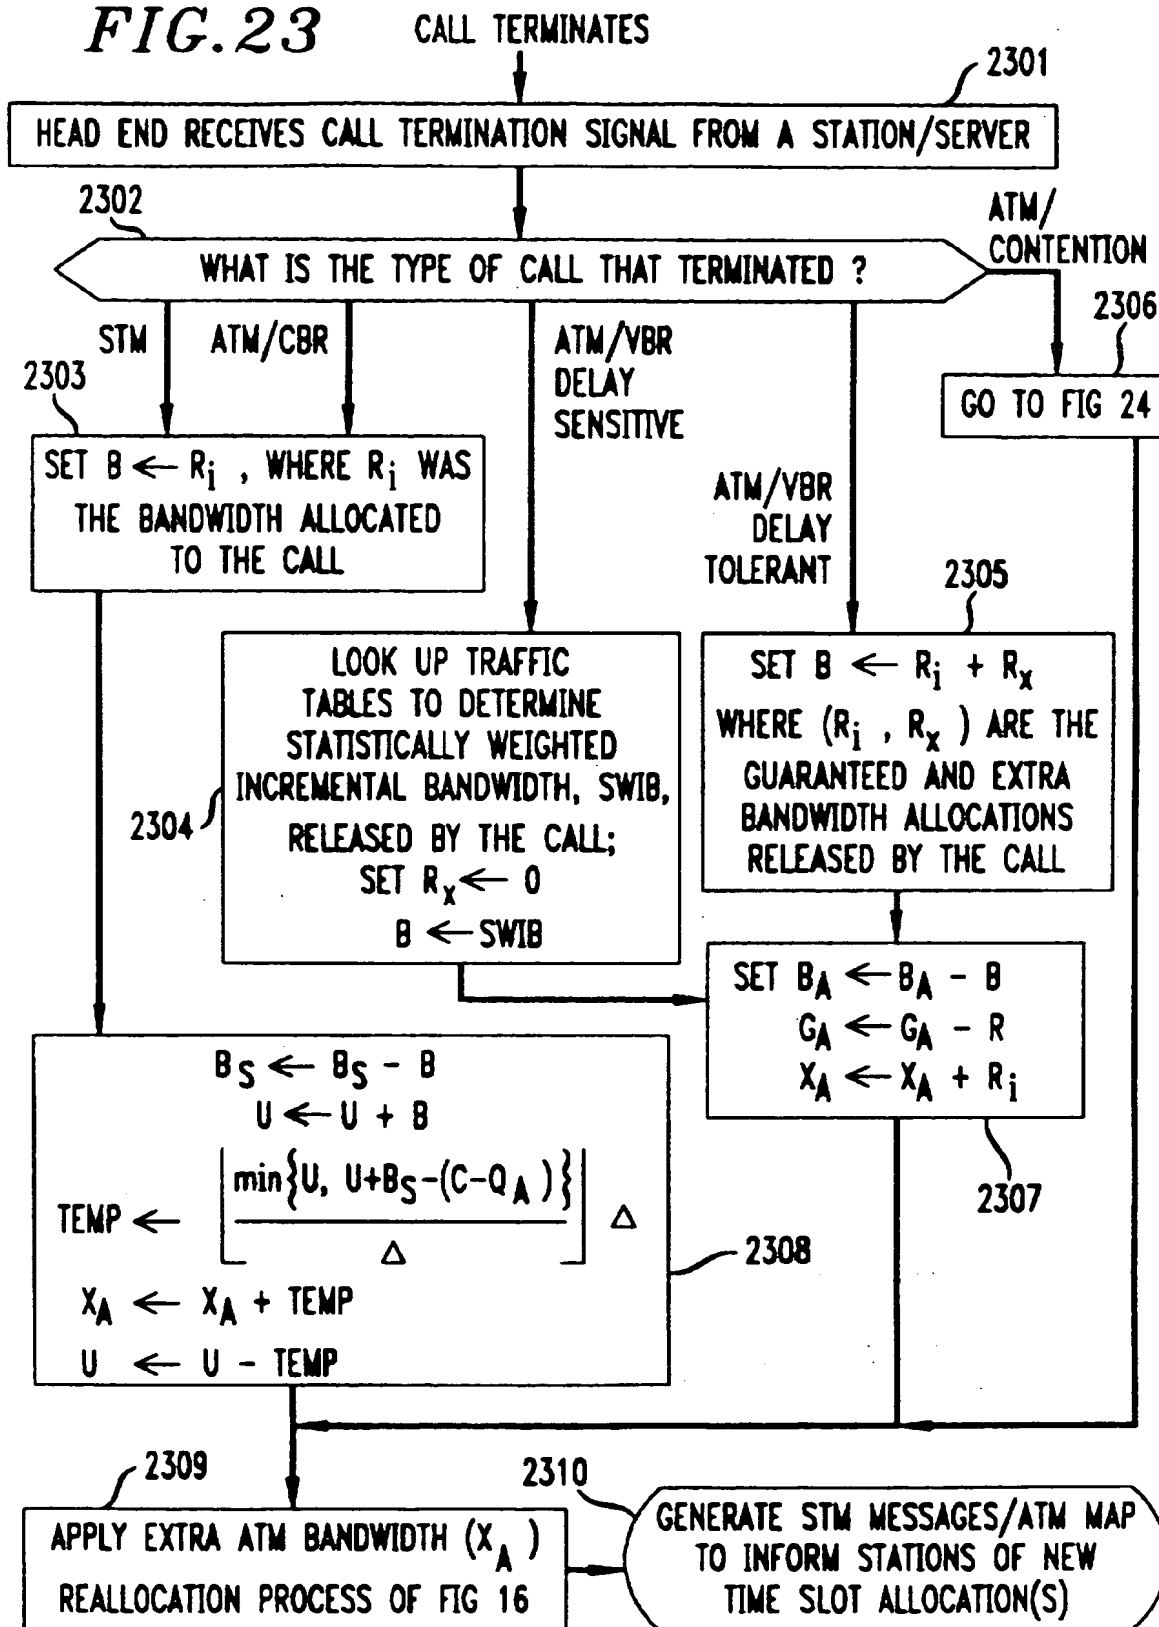 FIG.23
CALL TERMINATES
2301
HEAD END RECEIVES CALL TERMINATION SIGNAL FROM A STATION/SERVER
2302
WHAT IS THE TYPE OF CALL THAT TERMINATED ?
ATM/
CONTENTION
2306
GO TO FIG 24
STM
ATM/CBR
ATM/VBR
DELAY
SENSITIVE
ATM/VBR
DELAY
TOLERANT
2303
SET B ← Ri , WHERE Ri WAS
THE BANDWIDTH ALLOCATED
TO THE CALL
2304
LOOK UP TRAFFIC
TABLES TO DETERMINE
STATISTICALLY WEIGHTED
INCREMENTAL BANDWIDTH, SWIB,
RELEASED BY THE CALL;
SET Rx ← 0
B ← SWIB
2305
SET B ← Ri + Rx
WHERE (Ri , Rx ) ARE THE
GUARANTEED AND EXTRA
BANDWIDTH ALLOCATIONS
RELEASED BY THE CALL
SET BA ← BA - B
GA ← GA - R
XA ← XA + Ri
2307
BS ← BS - B
U ← U + B
TEMP ← ⌊min{U, U+BS-(C-QA )} / Δ⌋ Δ
XA ← XA + TEMP
U ← U - TEMP
2308
2309
APPLY EXTRA ATM BANDWIDTH (XA )
REALLOCATION PROCESS OF FIG 16
2310
GENERATE STM MESSAGES/ATM MAP
TO INFORM STATIONS OF NEW
TIME SLOT ALLOCATION(S)